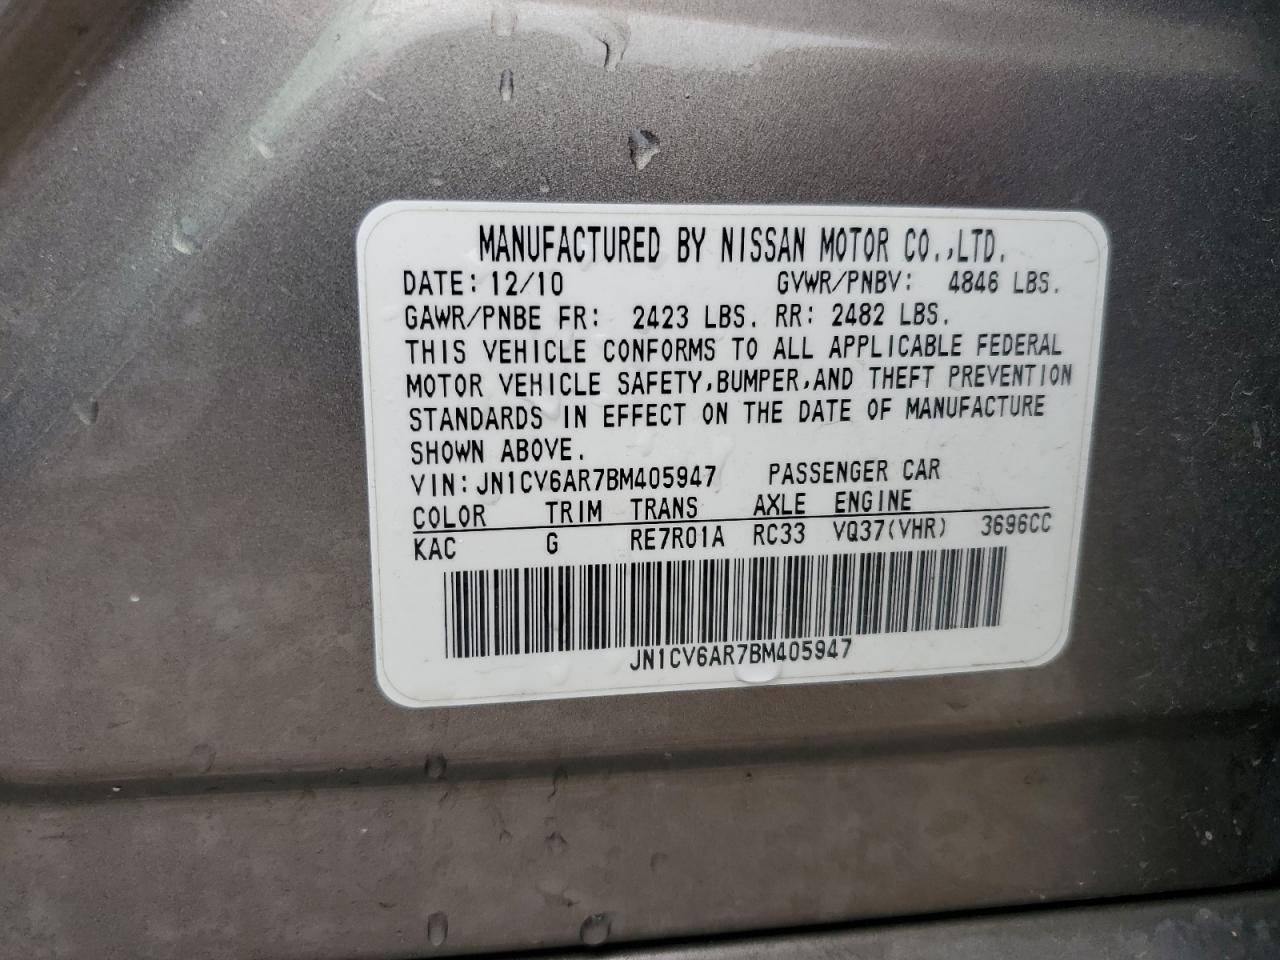 MANUFACTURED BY NISSAN MOTOR CO.,LTD.
DATE: 12/10 GVWR/PNBV: 4846 LBS.
GAWR/PNBE FR: 2423 LBS. RR: 2482 LBS.
THIS VEHICLE CONFORMS TO ALL APPLICABLE FEDERAL
MOTOR VEHICLE SAFETY,BUMPER,AND THEFT PREVENTION
STANDARDS IN EFFECT ON THE DATE OF MANUFACTURE
SHOWN ABOVE.
VIN: JN1CV6AR7BM405947 PASSENGER CAR
COLOR TRIM TRANS AXLE ENGINE
KAC G RE7R01A RC33 VQ37(VHR) 3696CC
JN1CV6AR7BM405947